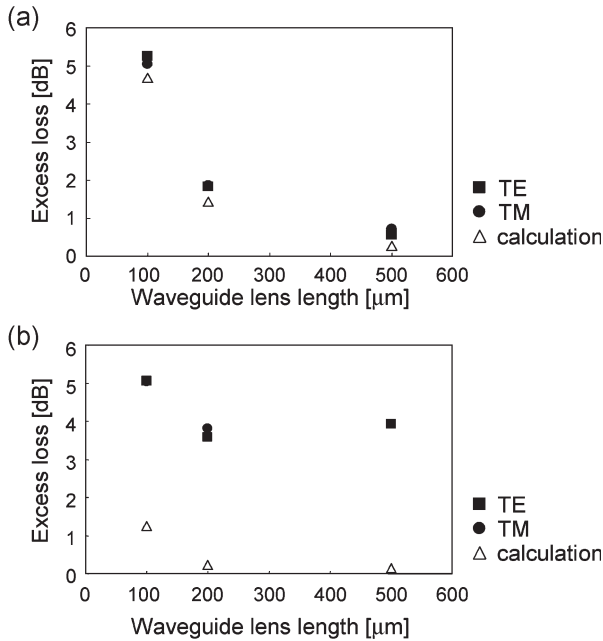 (a)
Excess loss [dB]
6
5
4
3
2
1
0
0 100 200 300 400 500 600
Waveguide lens length [μm]
TE
TM
calculation
(b)
Excess loss [dB]
6
5
4
3
2
1
0
0 100 200 300 400 500 600
Waveguide lens length [μm]
TE
TM
calculation